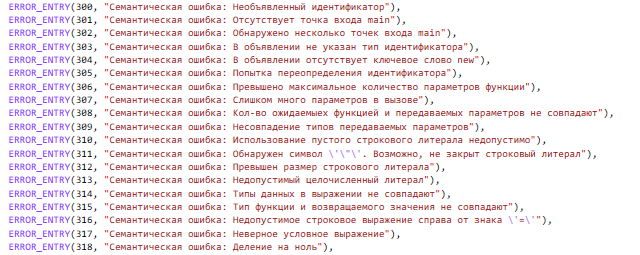 ERROR_ENTRY(300, "Семантическая ошибка: Необъявленный идентификатор"),
ERROR_ENTRY(301, "Семантическая ошибка: Отсутствует точка входа main"),
ERROR_ENTRY(302, "Семантическая ошибка: Обнаружено несколько точек входа main"),
ERROR_ENTRY(303, "Семантическая ошибка: В объявлении не указан тип идентификатора"),
ERROR_ENTRY(304, "Семантическая ошибка: В объявлении отсутствует ключевое слово new"),
ERROR_ENTRY(305, "Семантическая ошибка: Попытка переопределения идентификатора"),
ERROR_ENTRY(306, "Семантическая ошибка: Превышено максимальное количество параметров функции"),
ERROR_ENTRY(307, "Семантическая ошибка: Слишком много параметров в вызове"),
ERROR_ENTRY(308, "Семантическая ошибка: Кол-во ожидаемыех функцией и передаваемых параметров не совпадают"),
ERROR_ENTRY(309, "Семантическая ошибка: Несовпадение типов передаваемых параметров"),
ERROR_ENTRY(310, "Семантическая ошибка: Использование пустого строкового литерала недопустимо"),
ERROR_ENTRY(311, "Семантическая ошибка: Обнаружен символ \'\"\'. Возможно, не закрыт строковый литерал"),
ERROR_ENTRY(312, "Семантическая ошибка: Превышен размер строкового литерала"),
ERROR_ENTRY(313, "Семантическая ошибка: Недопустимый целочисленный литерал"),
ERROR_ENTRY(314, "Семантическая ошибка: Типы данных в выражении не совпадают"),
ERROR_ENTRY(315, "Семантическая ошибка: Тип функции и возвращаемого значения не совпадают"),
ERROR_ENTRY(316, "Семантическая ошибка: Недопустимое строковое выражение справа от знака \'=\'"),
ERROR_ENTRY(317, "Семантическая ошибка: Неверное условное выражение"),
ERROR_ENTRY(318, "Семантическая ошибка: Деление на ноль"),